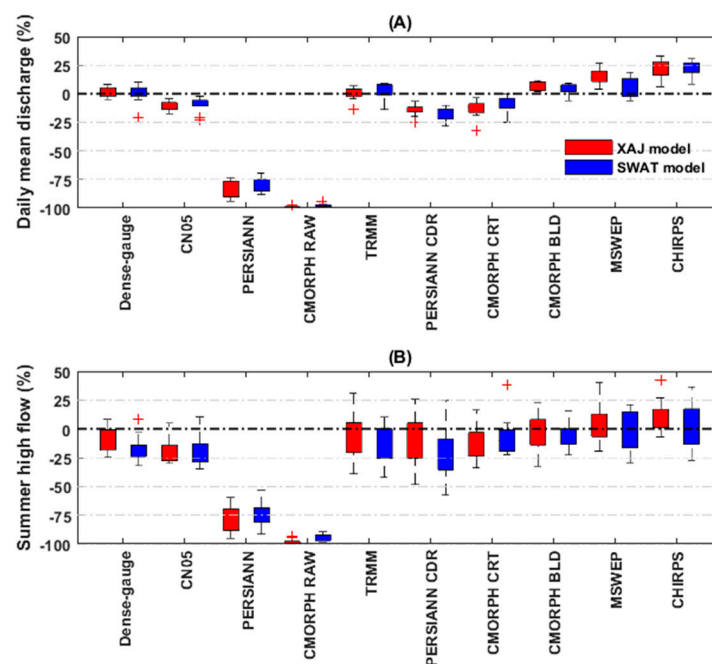 (A)
Daily mean discharge (%)
50
25
0
-25
-50
-75
-100
XAJ model
SWAT model
Dense-gauge
CN05
PERSIANN
CMORPH RAW
TRMM
PERSIANN CDR
CMORPH CRT
CMORPH BLD
MSWEP
CHIRPS
(B)
Summer high flow (%)
50
25
0
-25
-50
-75
-100
Dense-gauge
CN05
PERSIANN
CMORPH RAW
TRMM
PERSIANN CDR
CMORPH CRT
CMORPH BLD
MSWEP
CHIRPS